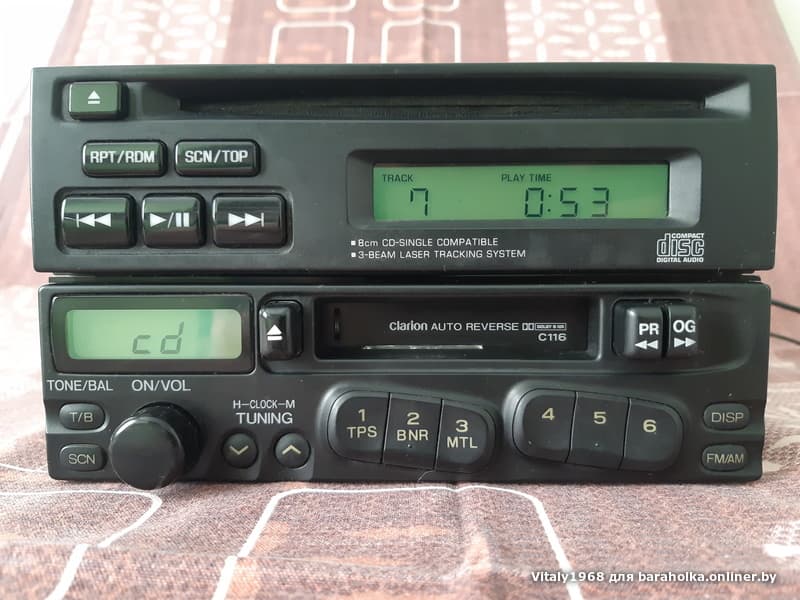 RPT/RDM SCN/TOP
TRACK PLAY TIME
7 0:53
8cm CD-SINGLE COMPATIBLE
3-BEAM LASER TRACKING SYSTEM
COMPACT
disc
DIGITAL AUDIO
cd
clarion AUTO REVERSE DOLBY B NR
C116
PR OG
TONE/BAL ON/VOL
T/B
SCN
H-CLOCK-M
TUNING
1 TPS
2 BNR
3 MTL
4 5 6
DISP
FM/AM
Vitaly1968 для baraholka.onliner.by